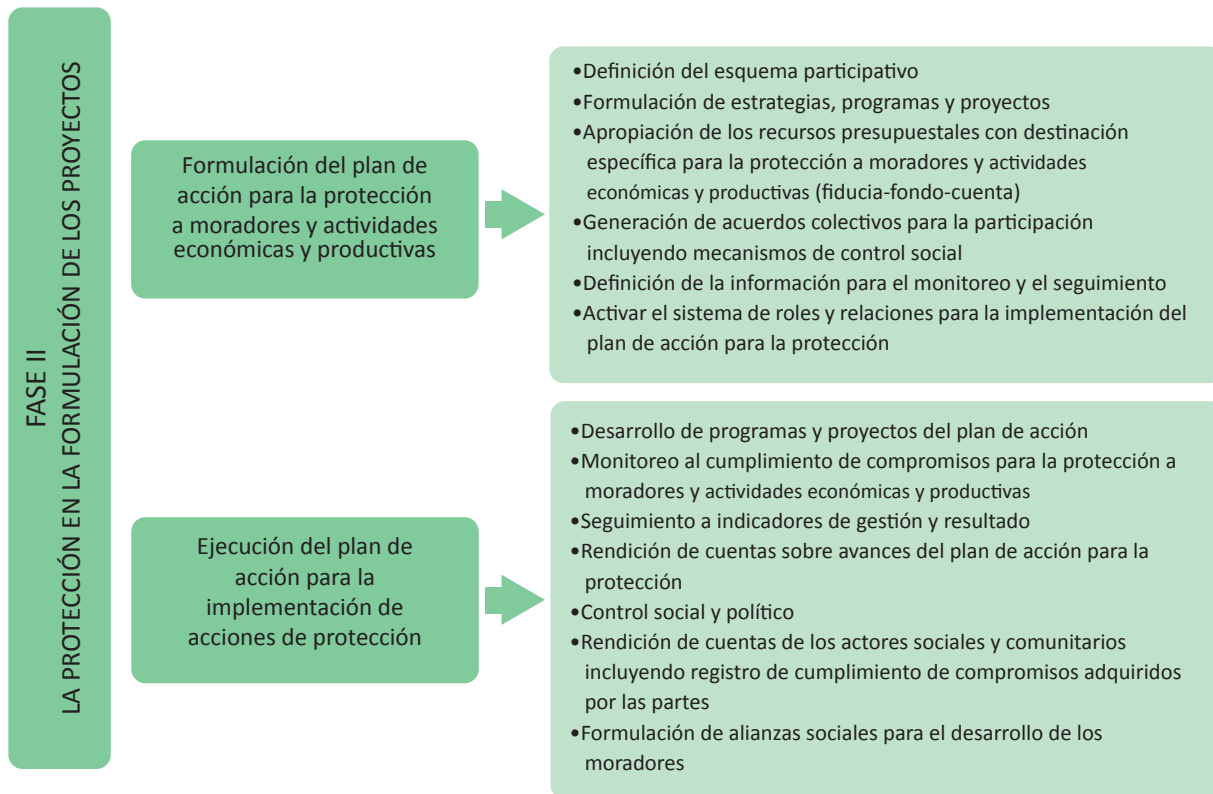 FASE II
LA PROTECCIÓN EN LA FORMULACIÓN DE LOS PROYECTOS
Formulación del plan de
acción para la protección
a moradores y actividades
económicas y productivas
•Definición del esquema participativo
•Formulación de estrategias, programas y proyectos
•Apropiación de los recursos presupuestales con destinación
específica para la protección a moradores y actividades
económicas y productivas (fiducia-fondo-cuenta)
•Generación de acuerdos colectivos para la participación
incluyendo mecanismos de control social
•Definición de la información para el monitoreo y el seguimiento
•Activar el sistema de roles y relaciones para la implementación del
plan de acción para la protección
Ejecución del plan de
acción para la
implementación de
acciones de protección
•Desarrollo de programas y proyectos del plan de acción
•Monitoreo al cumplimiento de compromisos para la protección a
moradores y actividades económicas y productivas
•Seguimiento a indicadores de gestión y resultado
•Rendición de cuentas sobre avances del plan de acción para la
protección
•Control social y político
•Rendición de cuentas de los actores sociales y comunitarios
incluyendo registro de cumplimiento de compromisos adquiridos
por las partes
•Formulación de alianzas sociales para el desarrollo de los
moradores